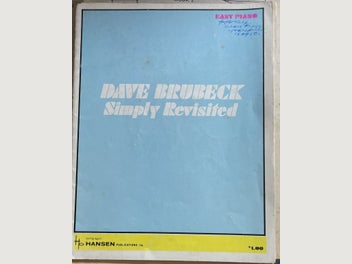 EASY PIANO
DAVE BRUBECK
Simply Revisited
HANSEN PUBLICATIONS, Inc.
$1.00